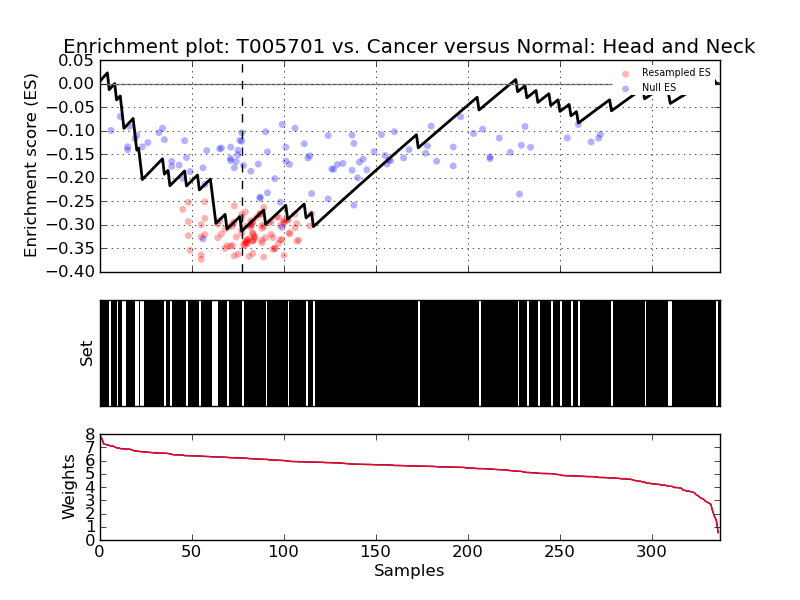 Enrichment plot: T005701 vs. Cancer versus Normal: Head and Neck
Enrichment score (ES)
0.05
0.00
−0.05
−0.10
−0.15
−0.20
−0.25
−0.30
−0.35
−0.40
Resampled ES
Null ES
Set
Weights
8
7
6
5
4
3
2
1
0
0 50 100 150 200 250 300
Samples